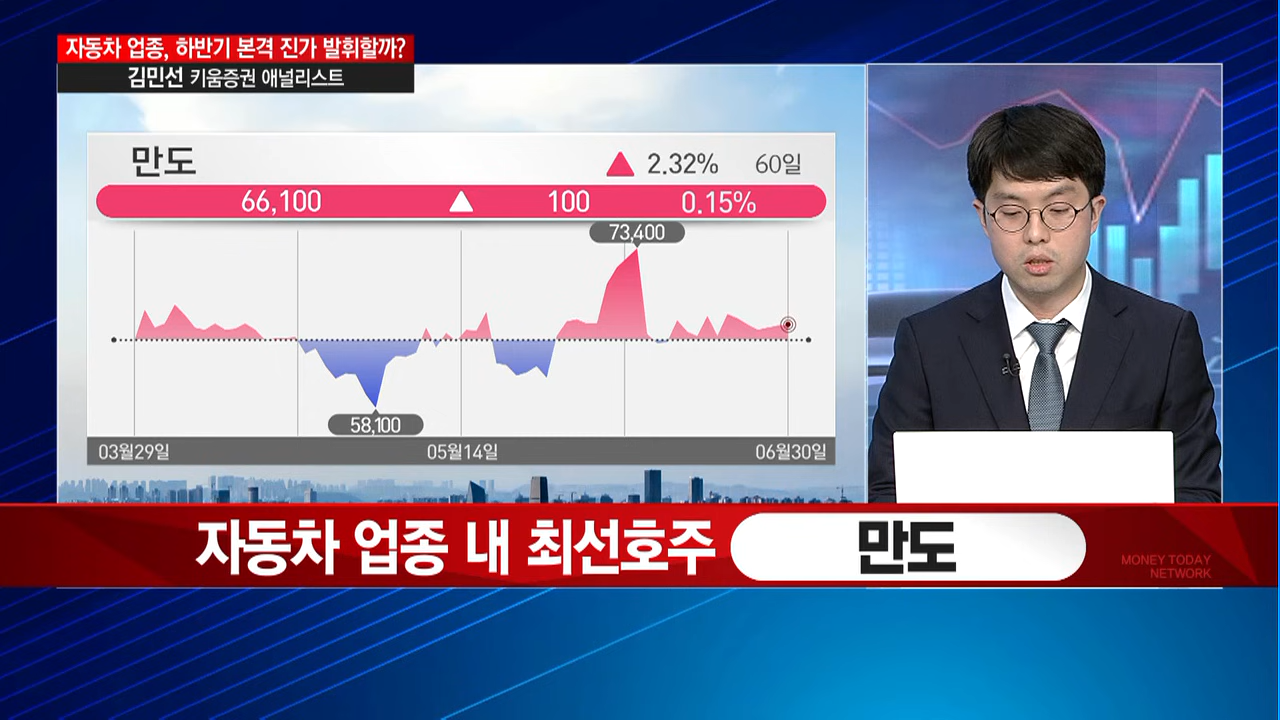 자동차 업종, 하반기 본격 진가 발휘할까?
김민선 키움증권 애널리스트
만도 ▲ 2.32% 60일
66,100 ▲ 100 0.15%
73,400
58,100
03월29일 05월14일 06월30일
자동차 업종 내 최선호주 만도
MONEY TODAY
NETWORK